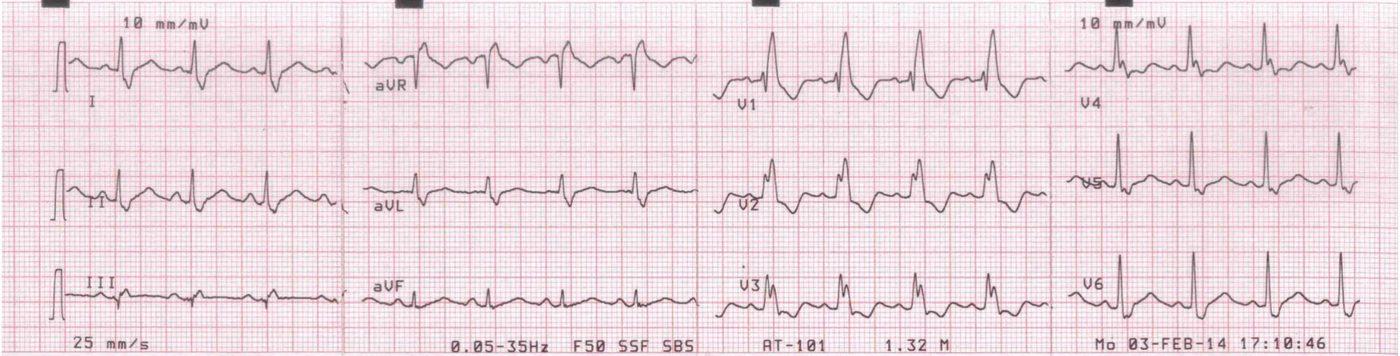 10 mm/mV
10 mm/mV
I
aVR
V1
V4
II
aVL
V2
V5
III
aVF
V3
V6
25 mm/s
0.05-35Hz F50 SSF SBS
AT-101
1.32 M
Mo 03-FEB-14 17:10:46